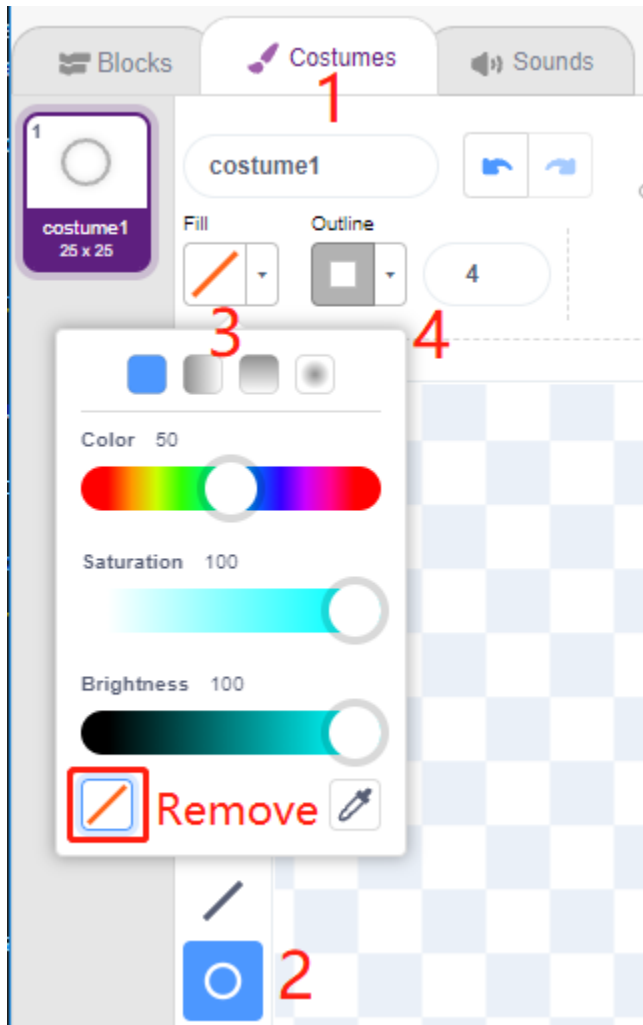 Blocks
Costumes
Sounds
1
1
costume1
25 x 25
costume1
Fill
Outline
4
3
4
Color 50
Saturation 100
Brightness 100
Remove
2